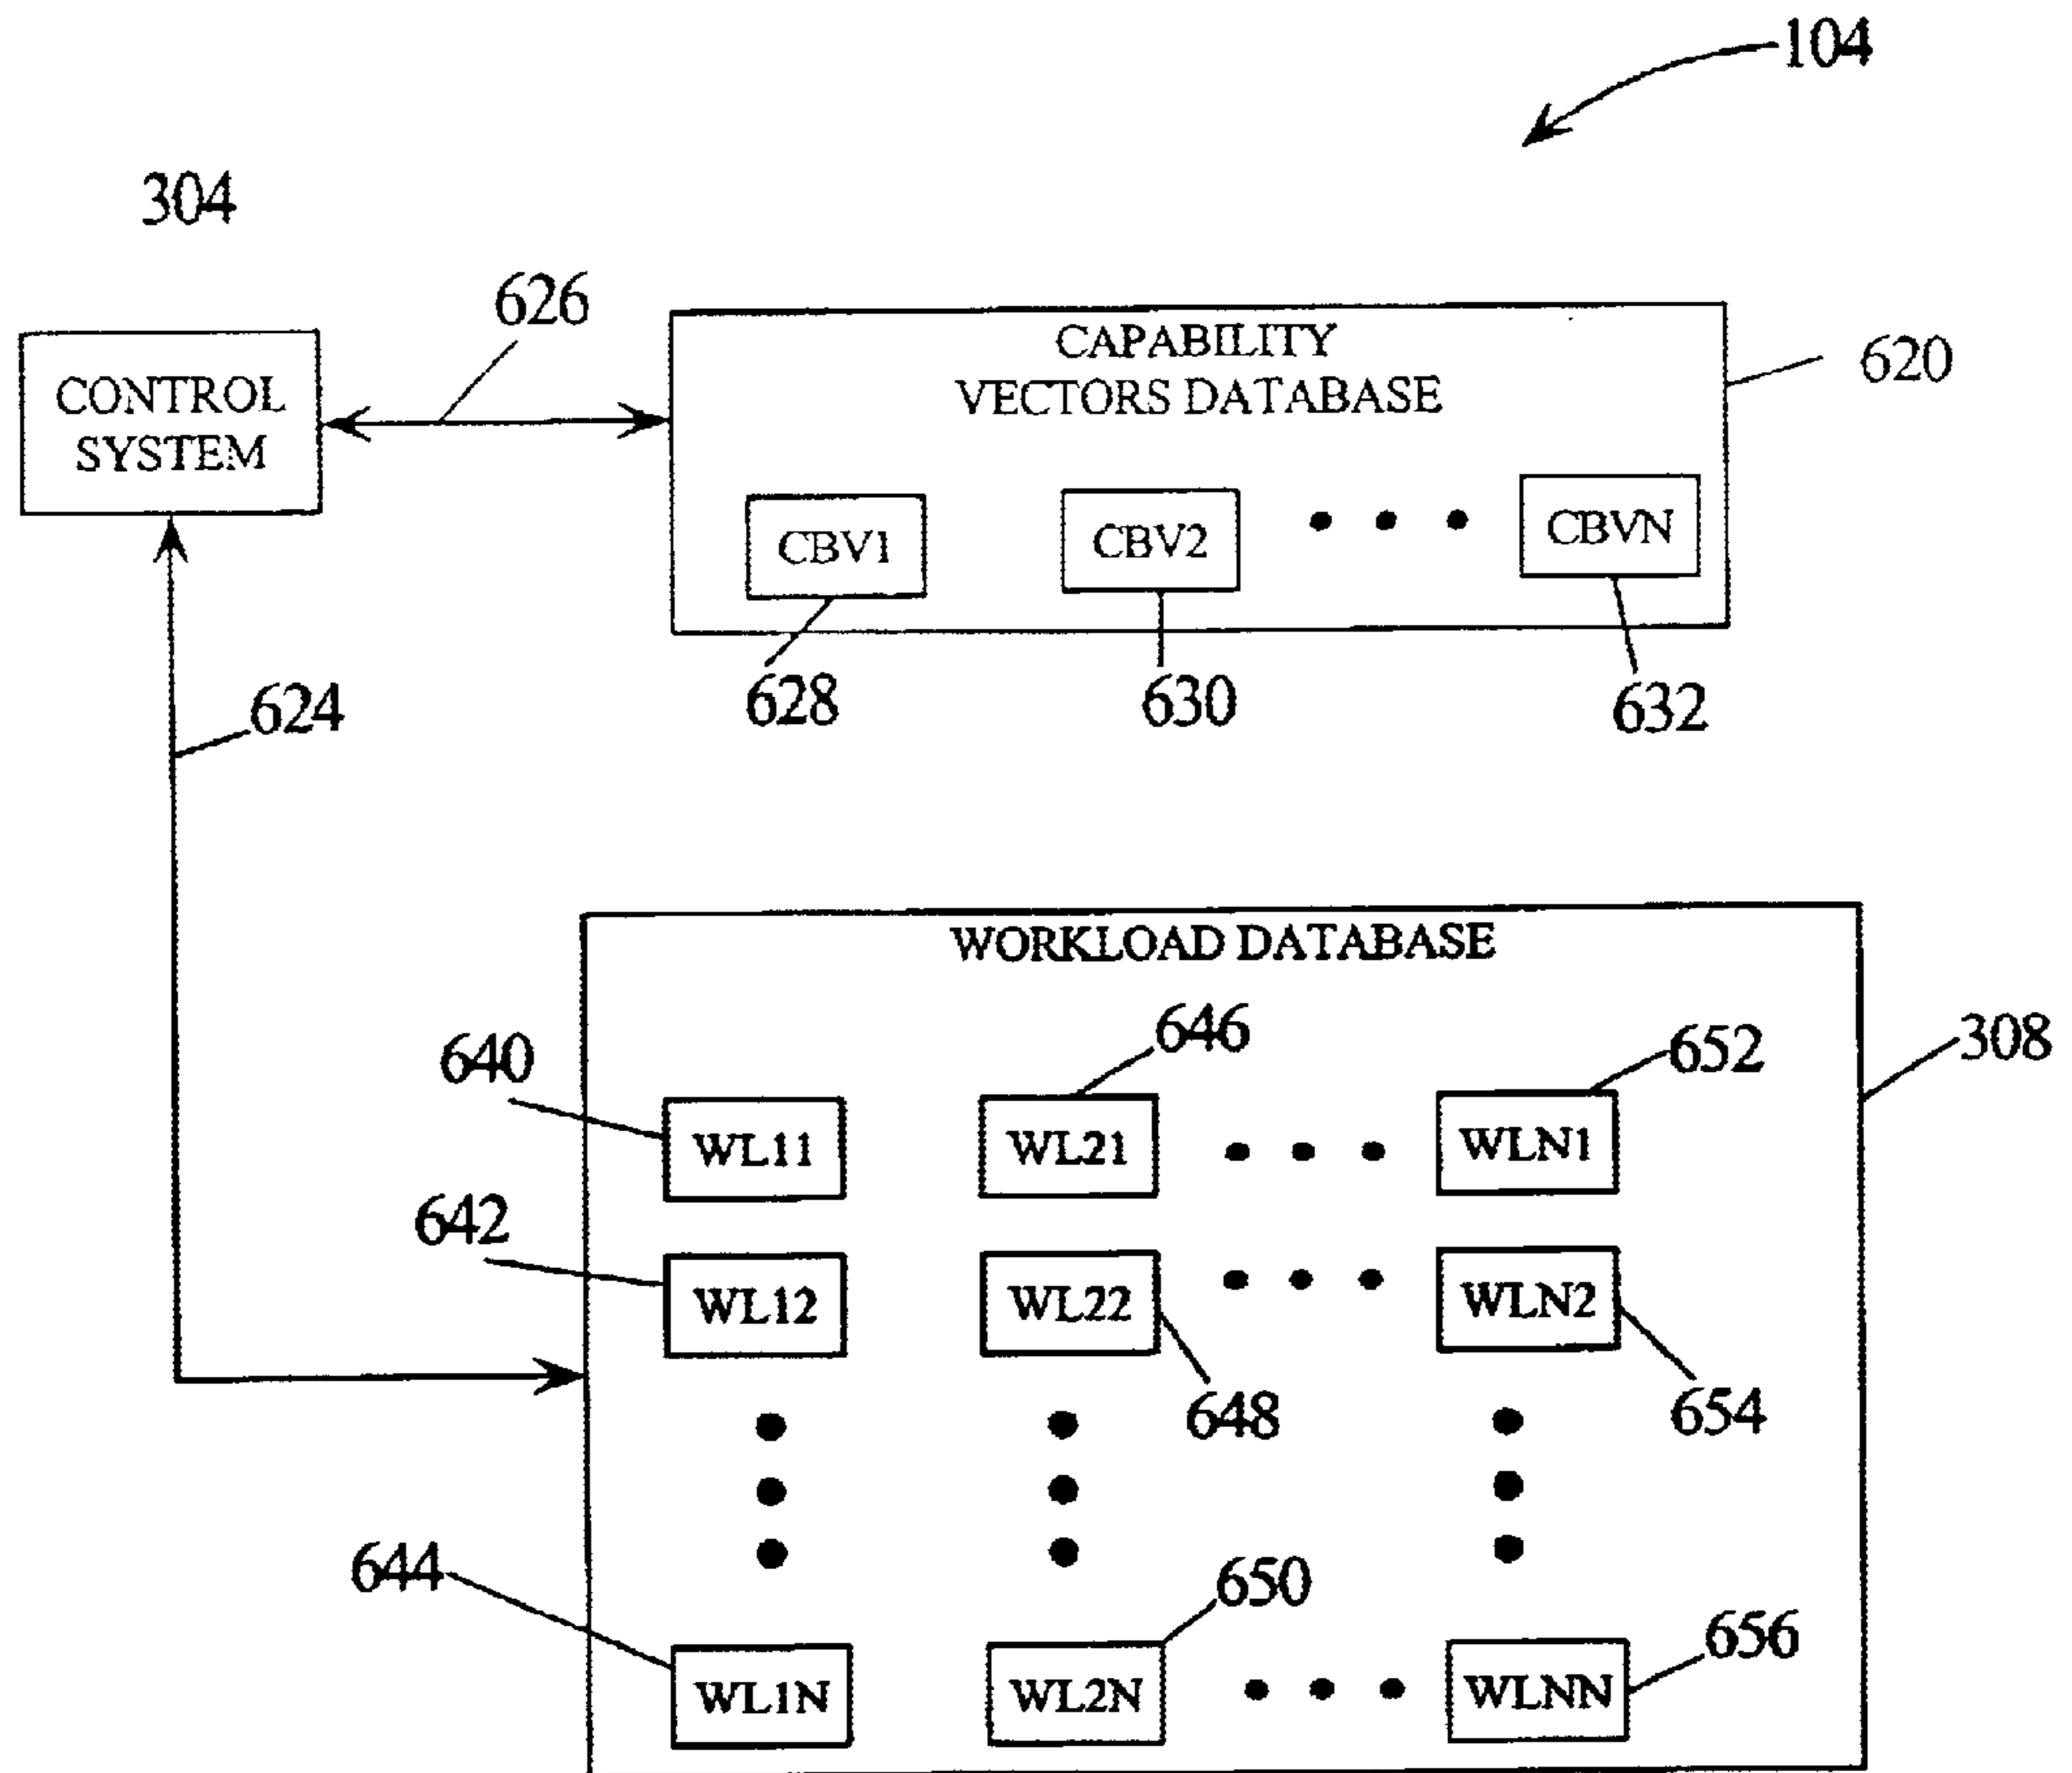 104
304
626
CAPABILITY
VECTORS DATABASE
620
CONTROL
SYSTEM
CBV1
CBV2
CBVN
628
630
632
624
WORKLOAD DATABASE
308
640
646
652
WL11
WL21
WLN1
642
WL12
WL22
WLN2
648
654
644
650
656
WL1N
WL2N
WLNN